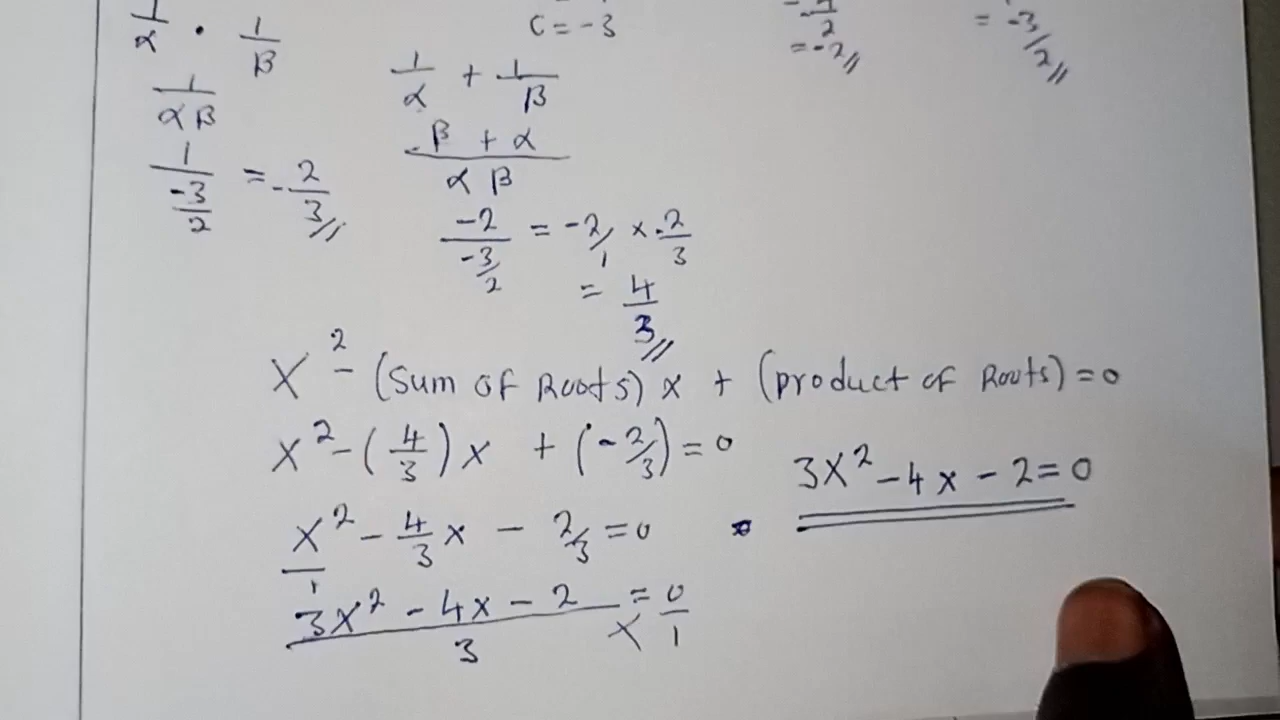 1/α · 1/β
1/αβ
1/(-3/2) = -2/3
C = -3
1/α + 1/β
β + α / α β
-2/(-3/2) = -2/1 × -2/3
= 4/3
-4/2
= -2
= -3/2
X² - (Sum of Roots) x + (product of Roots) = 0
x² - (4/3) x + (-2/3) = 0
x²/1 - 4/3 x - 2/3 = 0
3x² - 4x - 2 / 3 = 0/1
3x² - 4x - 2 = 0